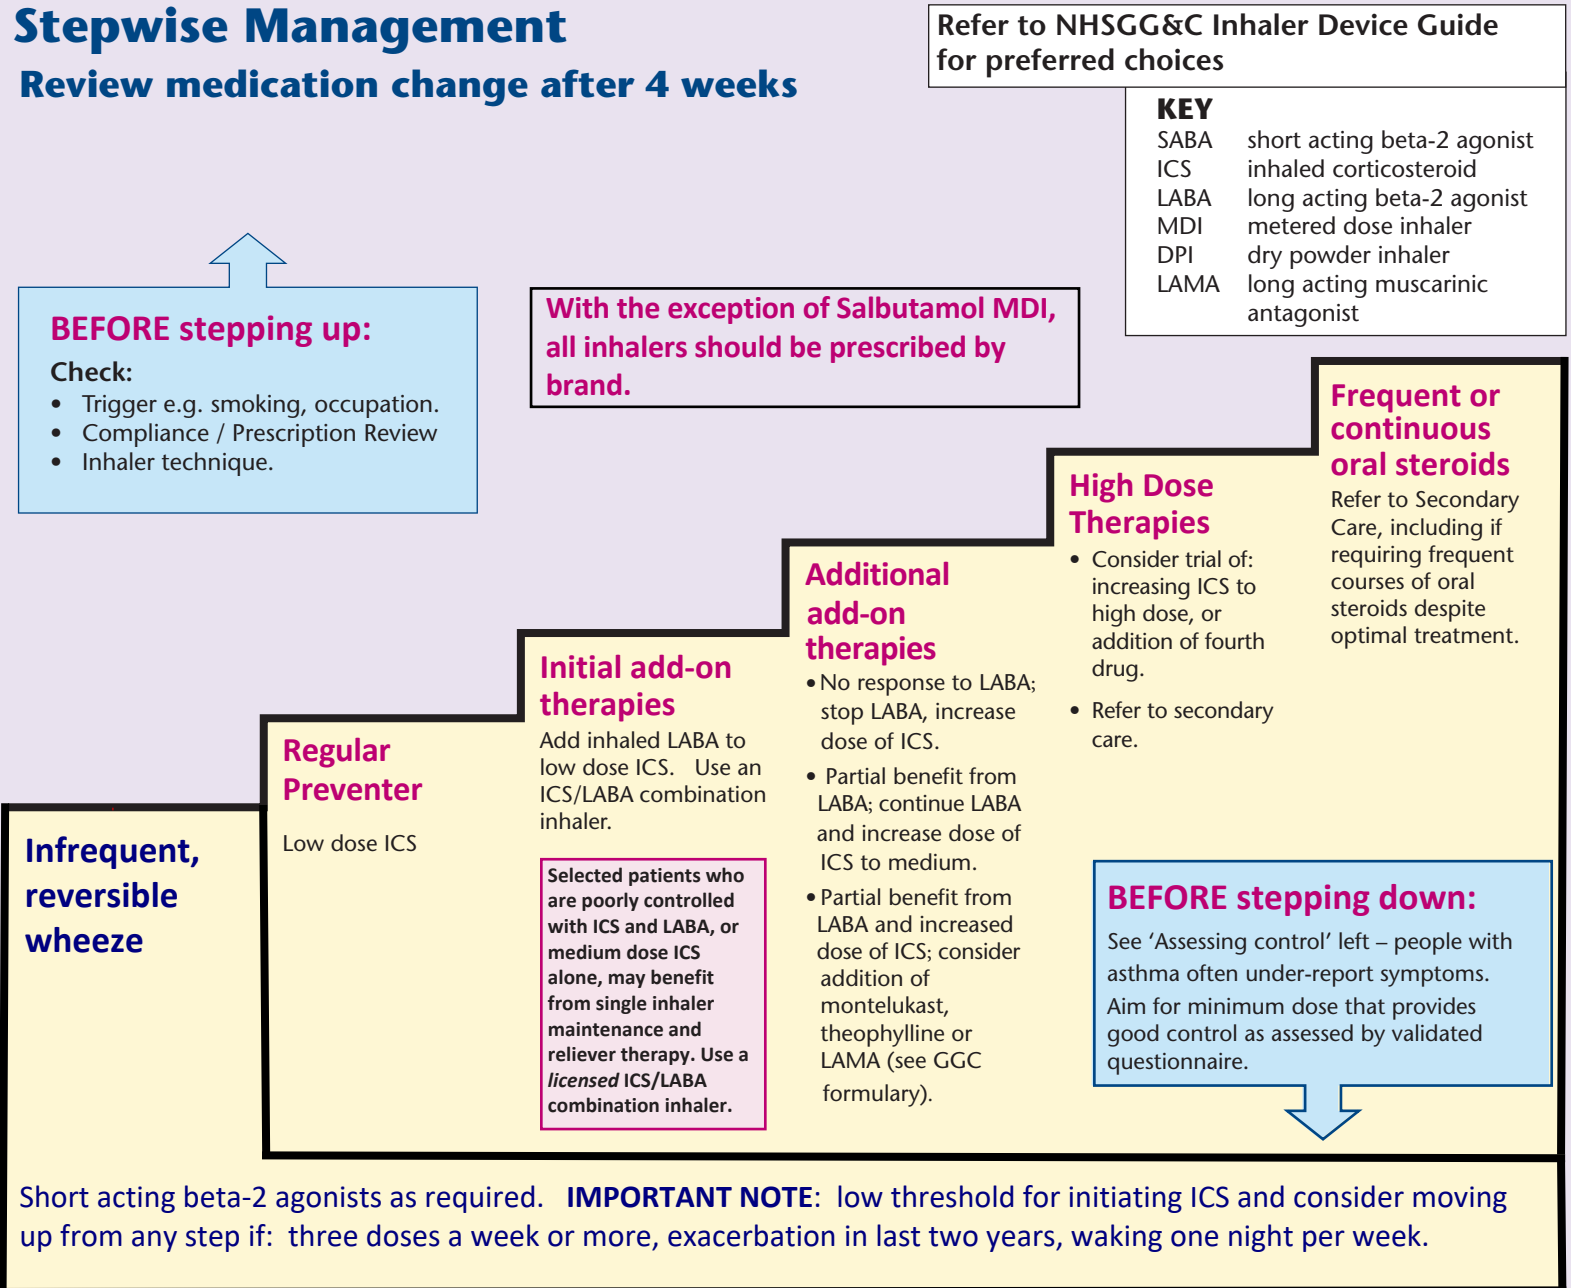 Stepwise Management
Review medication change after 4 weeks
Refer to NHSGG&C Inhaler Device Guide
for preferred choices
KEY
SABA short acting beta-2 agonist
ICS inhaled corticosteroid
LABA long acting beta-2 agonist
MDI metered dose inhaler
DPI dry powder inhaler
LAMA long acting muscarinic
antagonist
BEFORE stepping up:
Check:
• Trigger e.g. smoking, occupation.
• Compliance / Prescription Review
• Inhaler technique.
With the exception of Salbutamol MDI,
all inhalers should be prescribed by
brand.
Infrequent,
reversible
wheeze
Regular
Preventer
Low dose ICS
Initial add-on
therapies
Add inhaled LABA to
low dose ICS. Use an
ICS/LABA combination
inhaler.
Selected patients who
are poorly controlled
with ICS and LABA, or
medium dose ICS
alone, may benefit
from single inhaler
maintenance and
reliever therapy. Use a
licensed ICS/LABA
combination inhaler.
Additional
add-on
therapies
• No response to LABA;
stop LABA, increase
dose of ICS.
• Partial benefit from
LABA; continue LABA
and increase dose of
ICS to medium.
• Partial benefit from
LABA and increased
dose of ICS; consider
addition of
montelukast,
theophylline or
LAMA (see GGC
formulary).
High Dose
Therapies
• Consider trial of:
increasing ICS to
high dose, or
addition of fourth
drug.
• Refer to secondary
care.
Frequent or
continuous
oral steroids
Refer to Secondary
Care, including if
requiring frequent
courses of oral
steroids despite
optimal treatment.
BEFORE stepping down:
See ‘Assessing control’ left – people with
asthma often under-report symptoms.
Aim for minimum dose that provides
good control as assessed by validated
questionnaire.
Short acting beta-2 agonists as required. IMPORTANT NOTE: low threshold for initiating ICS and consider moving
up from any step if: three doses a week or more, exacerbation in last two years, waking one night per week.